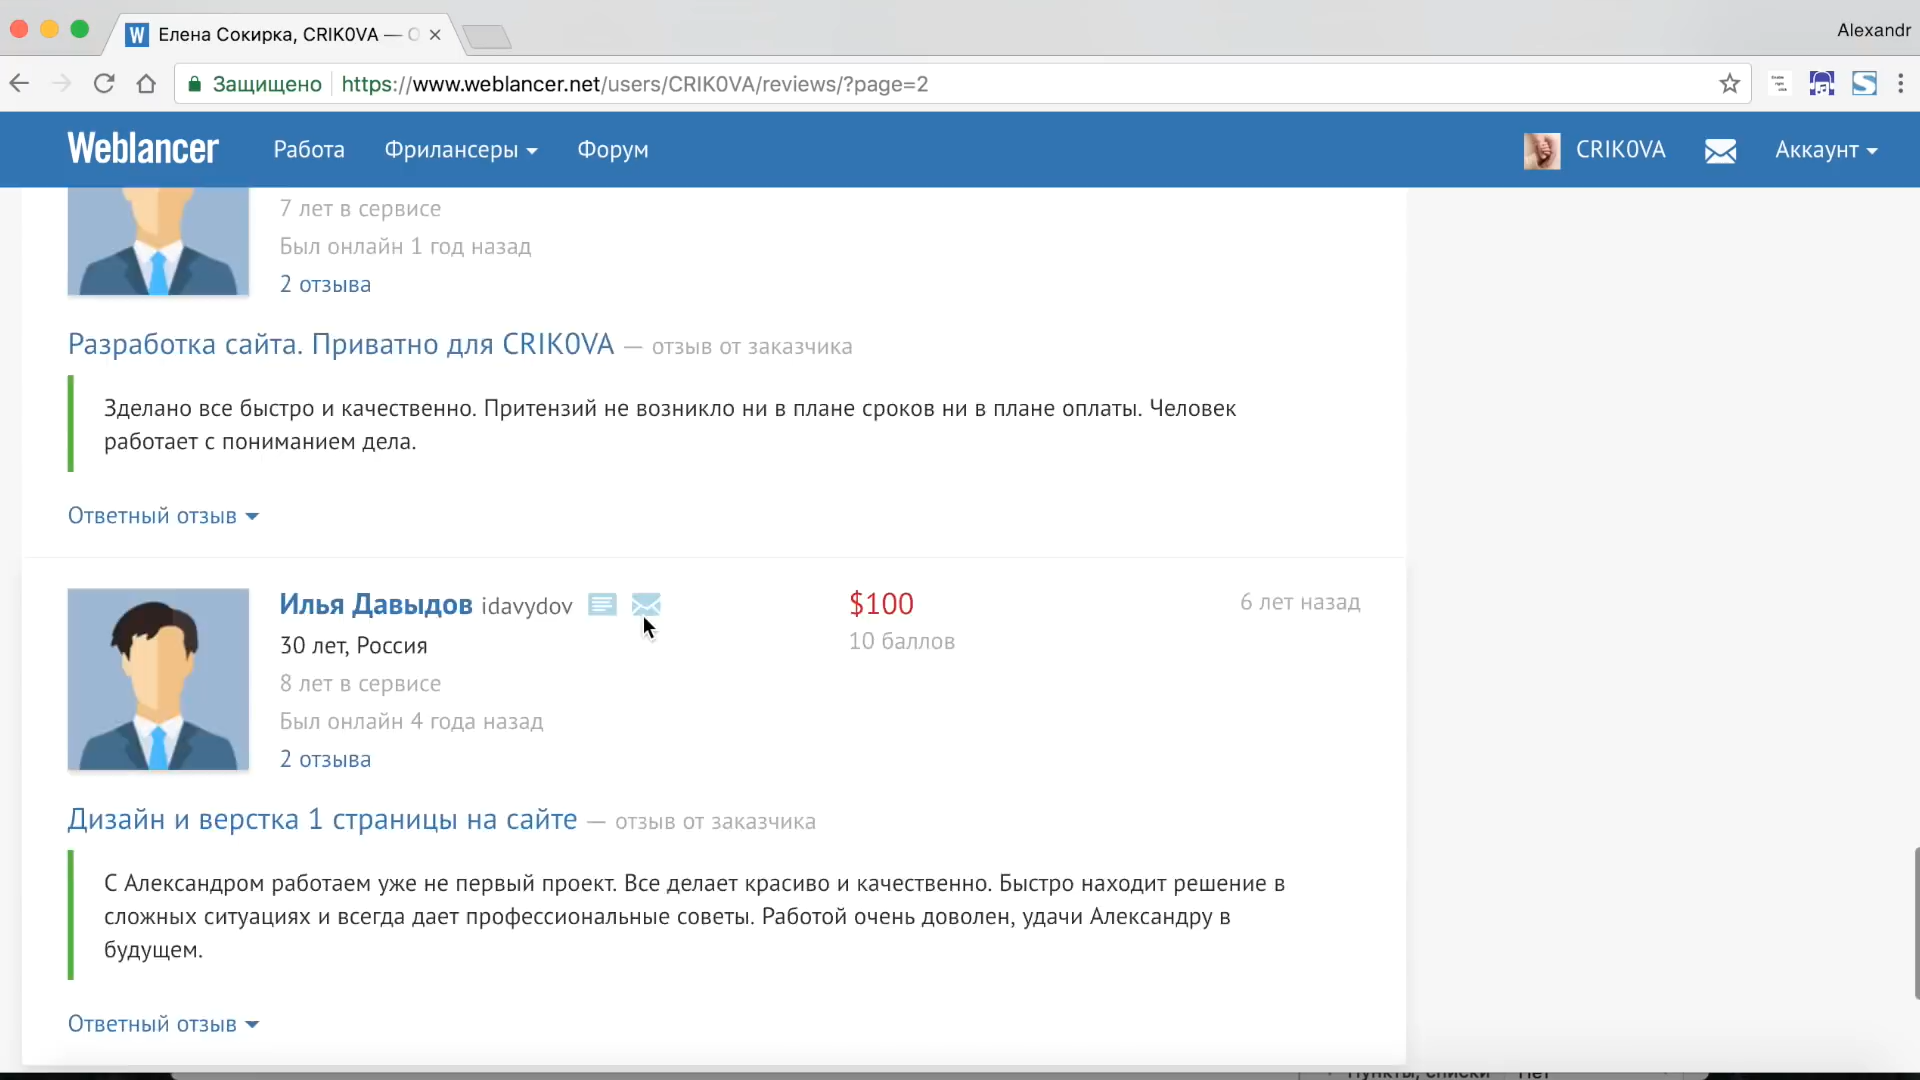 Елена Сокирка, CRIK0VA —
Alexandr
Защищено https://www.weblancer.net/users/CRIK0VA/reviews/?page=2
Weblancer Работа Фрилансеры Форум CRIK0VA Аккаунт
7 лет в сервисе
Был онлайн 1 год назад
2 отзыва
Разработка сайта. Приватно для CRIK0VA — отзыв от заказчика
Зделано все быстро и качественно. Притензий не возникло ни в плане сроков ни в плане оплаты. Человек
работает с пониманием дела.
Ответный отзыв
Илья Давыдов idavydov $100 6 лет назад
30 лет, Россия 10 баллов
8 лет в сервисе
Был онлайн 4 года назад
2 отзыва
Дизайн и верстка 1 страницы на сайте — отзыв от заказчика
С Александром работаем уже не первый проект. Все делает красиво и качественно. Быстро находит решение в
сложных ситуациях и всегда дает профессиональные советы. Работой очень доволен, удачи Александру в
будущем.
Ответный отзыв